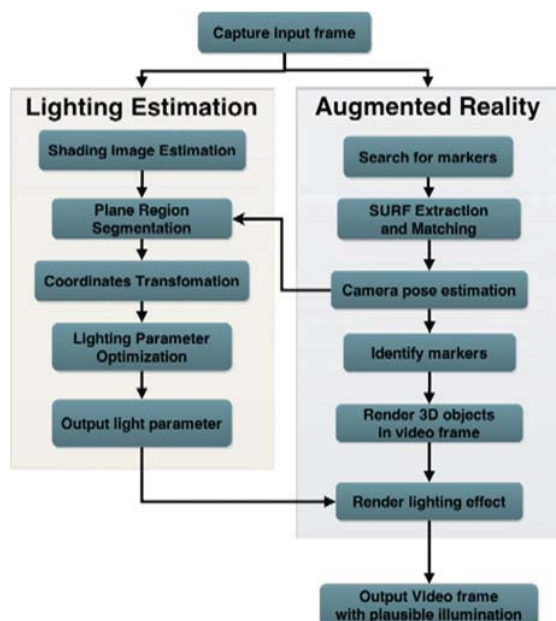 Capture Input frame
Lighting Estimation
Shading Image Estimation
Plane Region
Segmentation
Coordinates Transfomation
Lighting Parameter
Optimization
Output light parameter
Augmented Reality
Search for markers
SURF Extraction
and Matching
Camera pose estimation
Identify markers
Render 3D objects
in video frame
Render lighting effect
Output Video frame
with plausible illumination